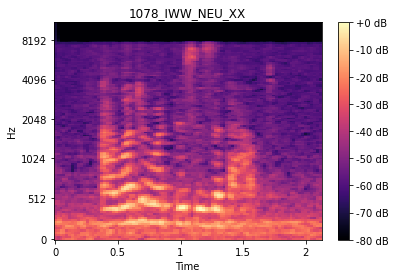 1078_IWW_NEU_XX
+0 dB
8192
-10 dB
4096
-20 dB
-30 dB
2048
Hz
-40 dB
1024
-50 dB
512
-60 dB
-70 dB
0
-80 dB
0 0.5 1 1.5 2
Time